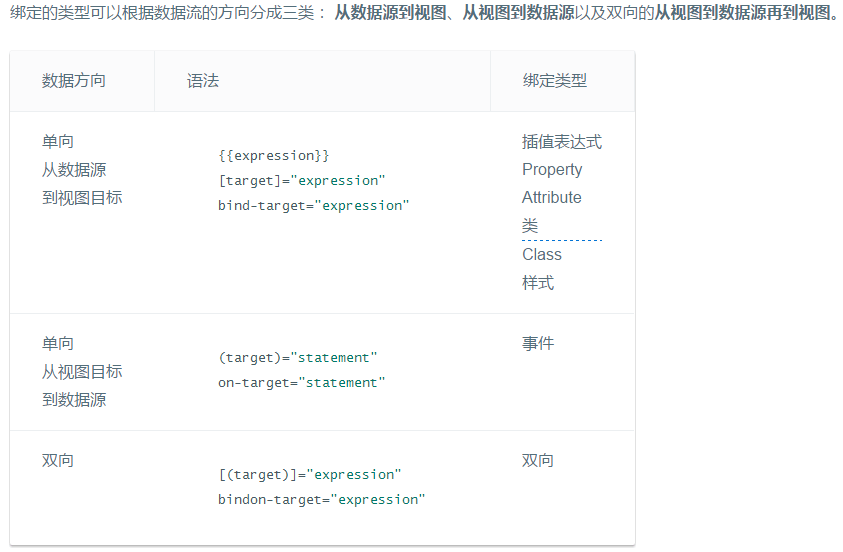 绑定的类型可以根据数据流的方向分成三类： 从数据源到视图、从视图到数据源以及双向的从视图到数据源再到视图。
数据方向 语法 绑定类型
单向
从数据源
到视图目标
{{expression}}
[target]="expression"
bind-target="expression"
插值表达式
Property
Attribute
类
Class
样式
单向
从视图目标
到数据源
(target)="statement"
on-target="statement"
事件
双向
[(target)]="expression"
bindon-target="expression"
双向